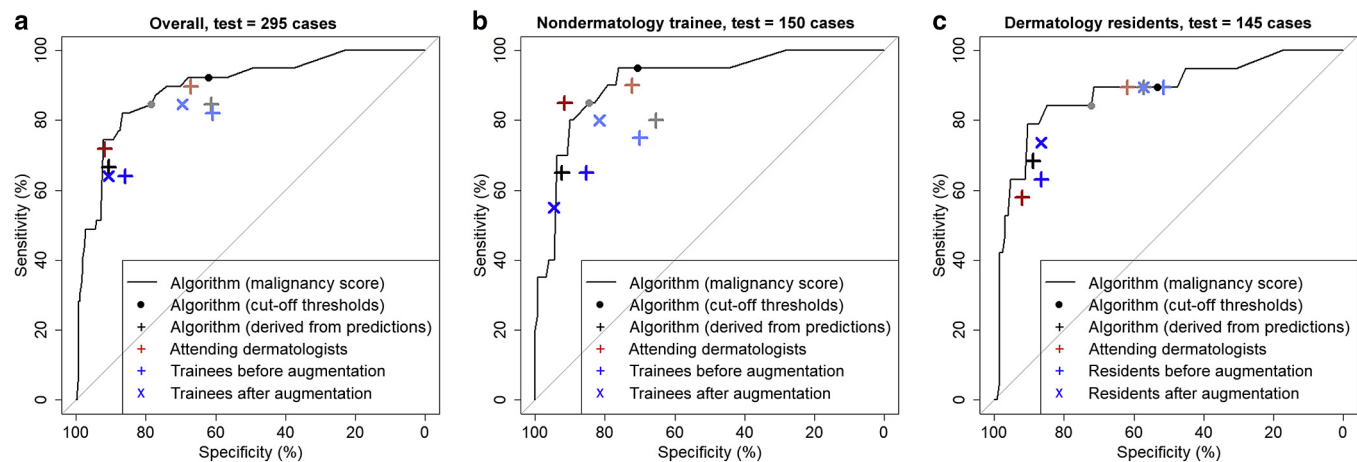 a
Overall, test = 295 cases
Sensitivity (%)
100
80
60
40
20
0
Algorithm (malignancy score)
Algorithm (cut-off thresholds)
Algorithm (derived from predictions)
Attending dermatologists
Trainees before augmentation
Trainees after augmentation
100 80 60 40 20 0
Specificity (%)
b
Nondermatology trainee, test = 150 cases
Sensitivity (%)
100
80
60
40
20
0
Algorithm (malignancy score)
Algorithm (cut-off thresholds)
Algorithm (derived from predictions)
Attending dermatologists
Trainees before augmentation
Trainees after augmentation
100 80 60 40 20 0
Specificity (%)
c
Dermatology residents, test = 145 cases
Sensitivity (%)
100
80
60
40
20
0
Algorithm (malignancy score)
Algorithm (cut-off thresholds)
Algorithm (derived from predictions)
Attending dermatologists
Residents before augmentation
Residents after augmentation
100 80 60 40 20 0
Specificity (%)